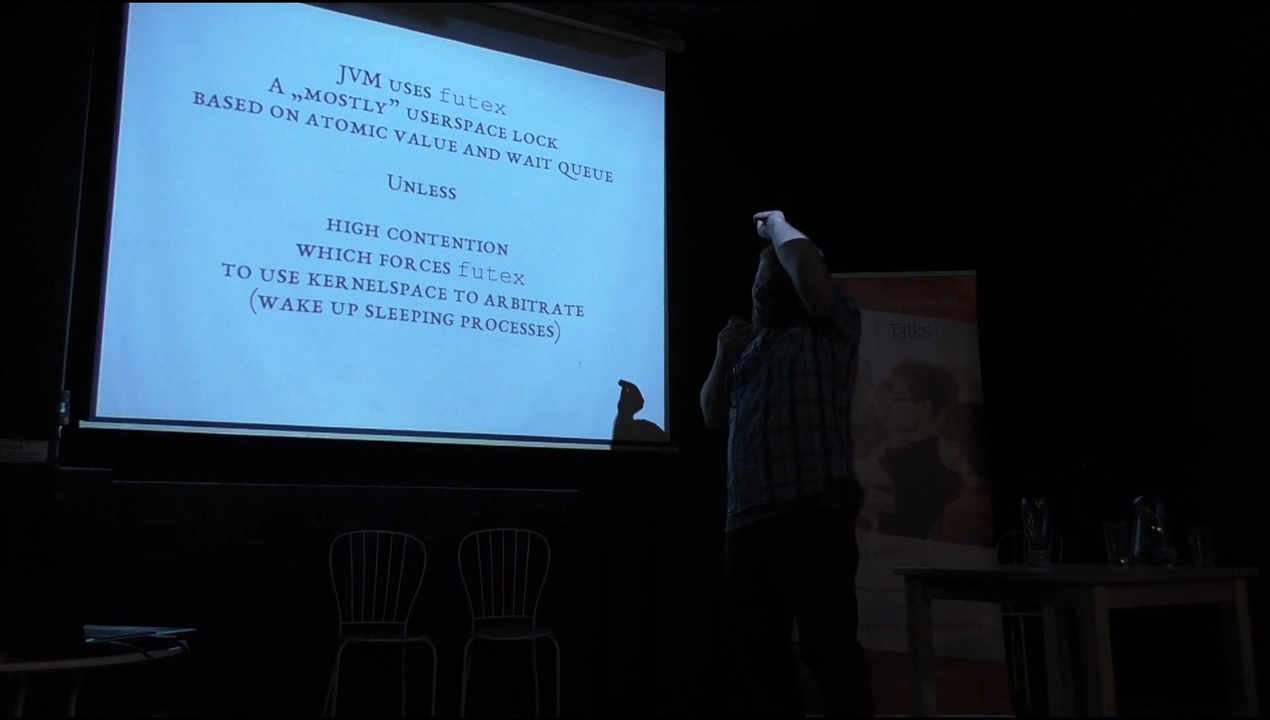 JVM USES futex
A „MOSTLY” USERSPACE LOCK
BASED ON ATOMIC VALUE AND WAIT QUEUE
UNLESS
HIGH CONTENTION
WHICH FORCES futex
TO USE KERNELSPACE TO ARBITRATE
(WAKE UP SLEEPING PROCESSES)
Talks